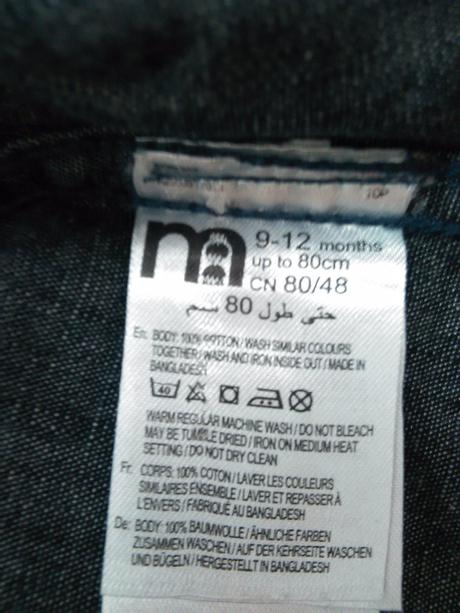 TOP
m
9-12 months
up to 80cm
CN 80/48
حتى طول 80 سم
En: BODY: 100% COTTON / WASH SIMILAR COLOURS
TOGETHER / WASH AND IRON INSIDE OUT / MADE IN
BANGLADESH
40
WARM REGULAR MACHINE WASH / DO NOT BLEACH
MAY BE TUMBLE DRIED / IRON ON MEDIUM HEAT
SETTING / DO NOT DRY CLEAN
Fr: CORPS: 100% COTON / LAVER LES COULEURS
SIMILAIRES ENSEMBLE / LAVER ET REPASSER À
L'ENVERS / FABRIQUÉ AU BANGLADESH
De: BODY: 100% BAUMWOLLE / ÄHNLICHE FARBEN
ZUSAMMEN WASCHEN / AUF DER KEHRSEITE WASCHEN
UND BÜGELN / HERGESTELLT IN BANGLADESH